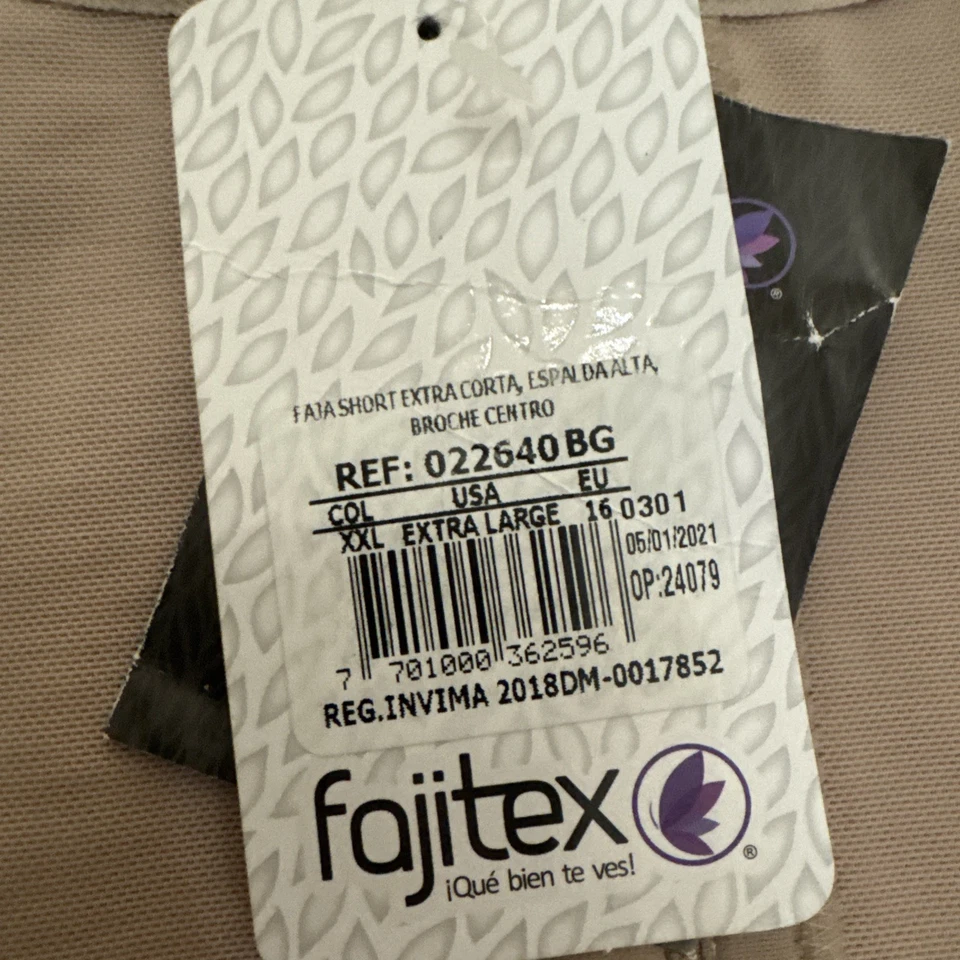 FAJA SHORT EXTRA CORTA, ESPALDA ALTA,
BROCHE CENTRO
REF: 022640 BG
COL USA EU
XXL EXTRA LARGE 16 0301
05/01/2021
OP:24079
7 701000 362596
REG.INVIMA 2018DM-0017852
fajitex
®
¡Qué bien te ves!
®